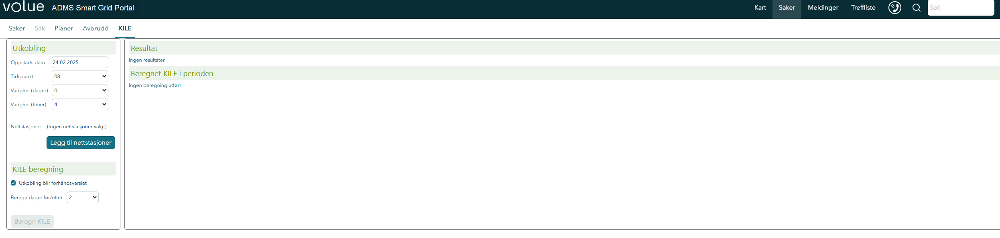 volue ADMS Smart Grid Portal Kart Saker Meldinger Treffliste Søk
Saker Sak Planer Avbrudd KILE
Utkobling
Oppstarts dato 24.02.2025
Tidspunkt: 08
Varighet (dager) 0
Varighet (timer) 4
Nettstasjoner: (Ingen nettstasjoner valgt)
Legg til nettstasjoner
KILE beregning
Utkobling blir forhåndsvarslet
Beregn dager før/etter 2
Beregn KILE
Resultat
Ingen resultater
Beregnet KILE i perioden
Ingen beregning utført